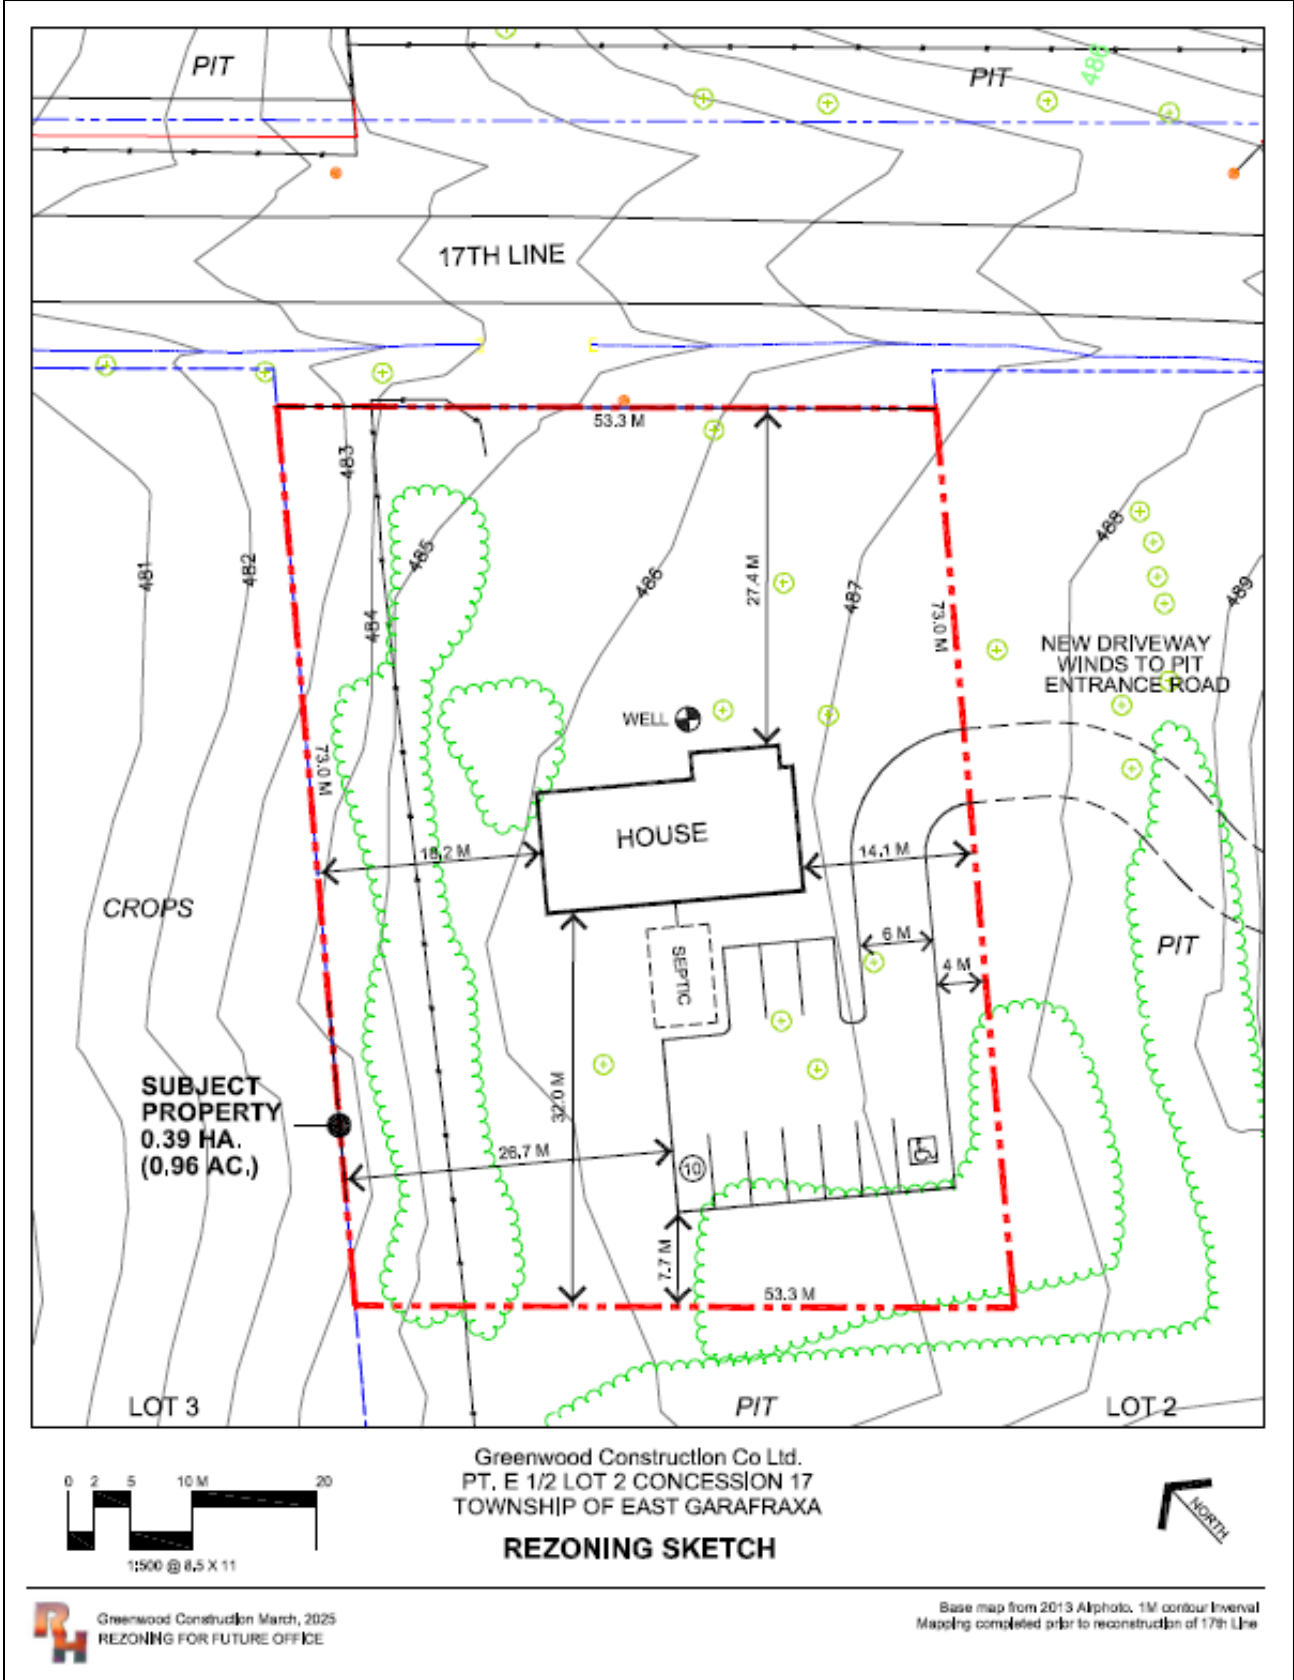 PIT
PIT
488
17TH LINE
53.3 M
483
485
481
482
484
486
27.4 M
487
73.0 M
488
489
NEW DRIVEWAY
WINDS TO PIT
ENTRANCE ROAD
WELL
73.0 M
HOUSE
18.2 M
14.1 M
CROPS
6 M
PIT
SEPTIC
4 M
SUBJECT
PROPERTY
0.39 HA.
(0.96 AC.)
32.0 M
26.7 M
10
7.7 M
53.3 M
LOT 3
PIT
LOT 2
Greenwood Construction Co Ltd.
PT. E 1/2 LOT 2 CONCESSION 17
TOWNSHIP OF EAST GARAFRAXA
REZONING SKETCH
0 2 5 10 M 20
1:500 @ 8.5 X 11
NORTH
RH
Greenwood Construction March, 2025
REZONING FOR FUTURE OFFICE
Base map from 2013 Airphoto. 1M contour inverval
Mapping completed prior to reconstruction of 17th Line